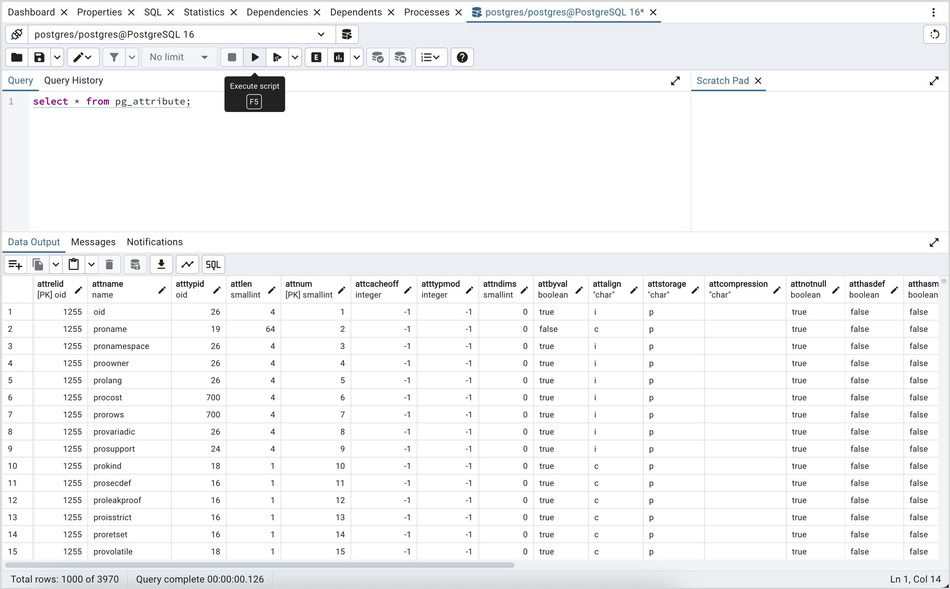 Dashboard Properties SQL Statistics Dependencies Dependents Processes postgres/postgres@PostgreSQL 16*
postgres/postgres@PostgreSQL 16
No limit E
Query Query History Scratch Pad
Execute script
F5
1 select * from pg_attribute;
Data Output Messages Notifications
SQL
attrelid attname atttypid attlen attnum attcacheoff atttypmod attndims attbyval attalign attstorage attcompression attnotnull atthasdef atthasm
[PK] oid name oid smallint [PK] smallint integer integer smallint boolean "char" "char" "char" boolean boolean boolean
1 1255 oid 26 4 1 -1 -1 0 true i p true false false
2 1255 proname 19 64 2 -1 -1 0 false c p true false false
3 1255 pronamespace 26 4 3 -1 -1 0 true i p true false false
4 1255 proowner 26 4 4 -1 -1 0 true i p true false false
5 1255 prolang 26 4 5 -1 -1 0 true i p true false false
6 1255 procost 700 4 6 -1 -1 0 true i p true false false
7 1255 prorows 700 4 7 -1 -1 0 true i p true false false
8 1255 provariadic 26 4 8 -1 -1 0 true i p true false false
9 1255 prosupport 24 4 9 -1 -1 0 true i p true false false
10 1255 prokind 18 1 10 -1 -1 0 true c p true false false
11 1255 prosecdef 16 1 11 -1 -1 0 true c p true false false
12 1255 proleakproof 16 1 12 -1 -1 0 true c p true false false
13 1255 proisstrict 16 1 13 -1 -1 0 true c p true false false
14 1255 proretset 16 1 14 -1 -1 0 true c p true false false
15 1255 provolatile 18 1 15 -1 -1 0 true c p true false false
Total rows: 1000 of 3970 Query complete 00:00:00.126 Ln 1, Col 14